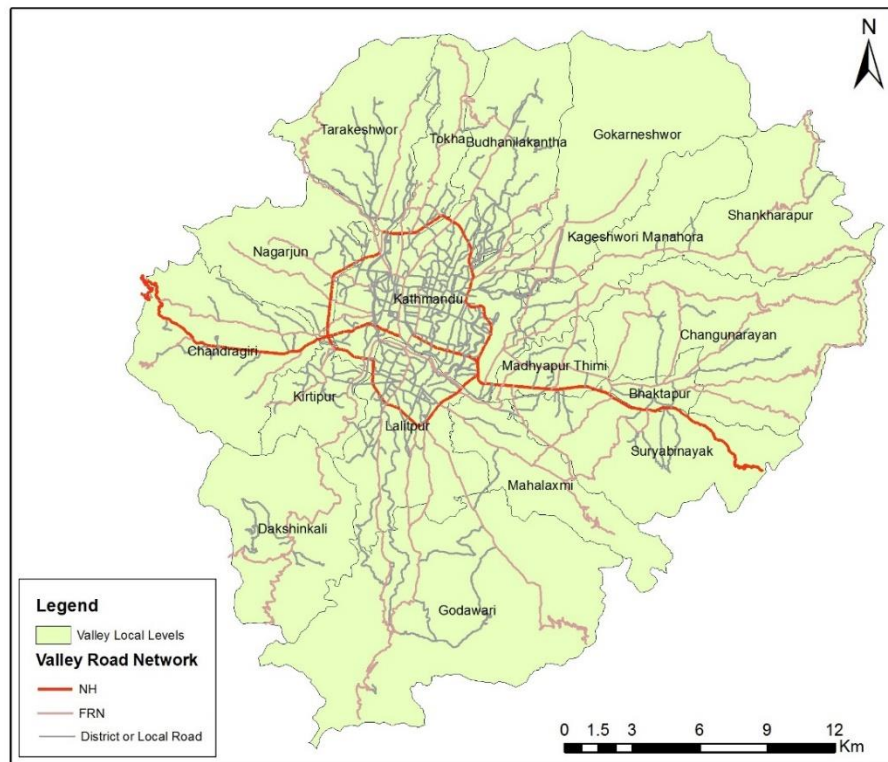 N
Tarakeshwor
Tokha
Budhanilakantha
Gokarneshwor
Shankharapur
Nagarjun
Kageshwori Manahora
Kathmandu
Changunarayan
Chandragiri
Madhyapur Thimi
Kirtipur
Bhaktapur
Lalitpur
Suryabinayak
Mahalaxmi
Dakshinkali
Godawari
Legend
Valley Local Levels
Valley Road Network
NH
FRN
District or Local Road
0 1.5 3 6 9 12
Km